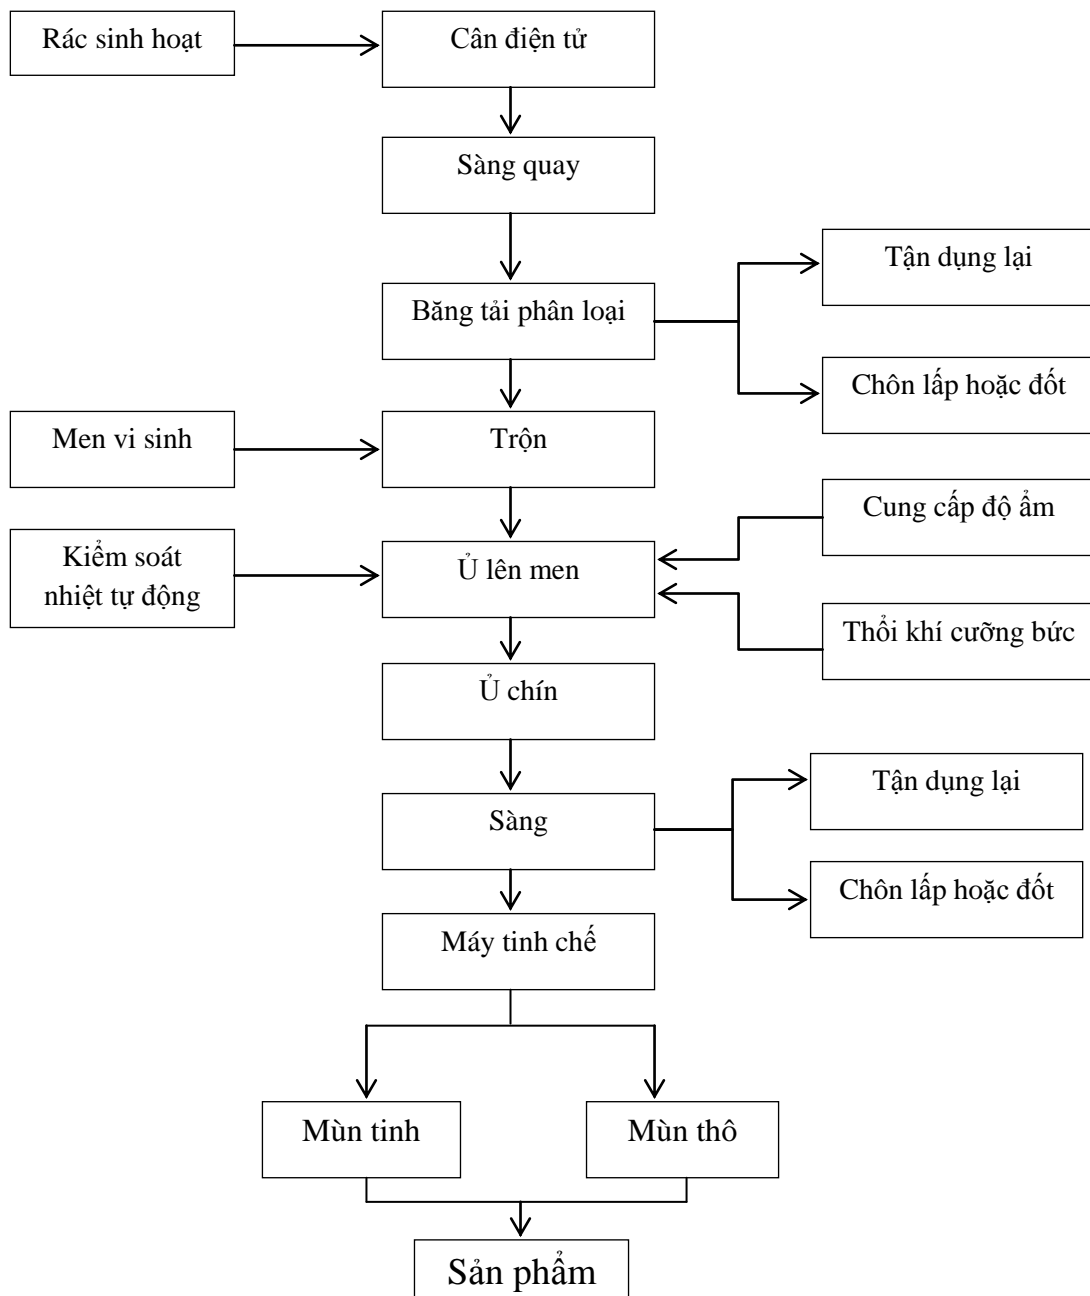 Rác sinh hoạt
Cân điện tử
Sàng quay
Tận dụng lại
Băng tải phân loại
Chôn lấp hoặc đốt
Men vi sinh
Trộn
Cung cấp độ ẩm
Kiểm soát
nhiệt tự động
Ủ lên men
Thổi khí cưỡng bức
Ủ chín
Tận dụng lại
Sàng
Chôn lấp hoặc đốt
Máy tinh chế
Mùn tinh
Mùn thô
Sản phẩm